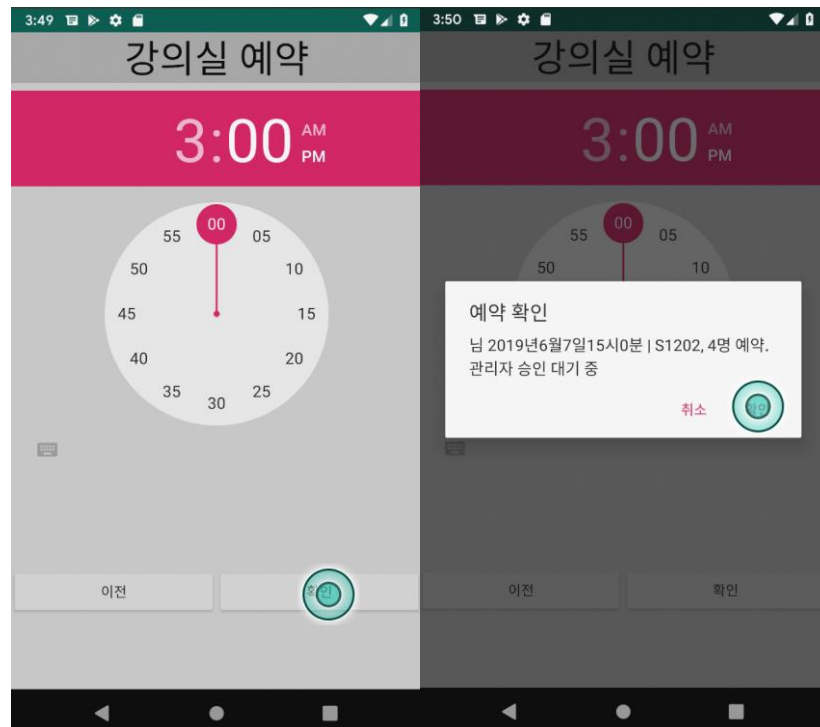 3:49
강의실 예약
3:00 AM
PM
00
05
10
15
20
25
30
35
40
45
50
55
이전 확인
3:50
강의실 예약
3:00 AM
PM
00
55 05
50 10
예약 확인
님 2019년6월7일15시0분 | S1202, 4명 예약.
관리자 승인 대기 중
취소 확인
이전 확인